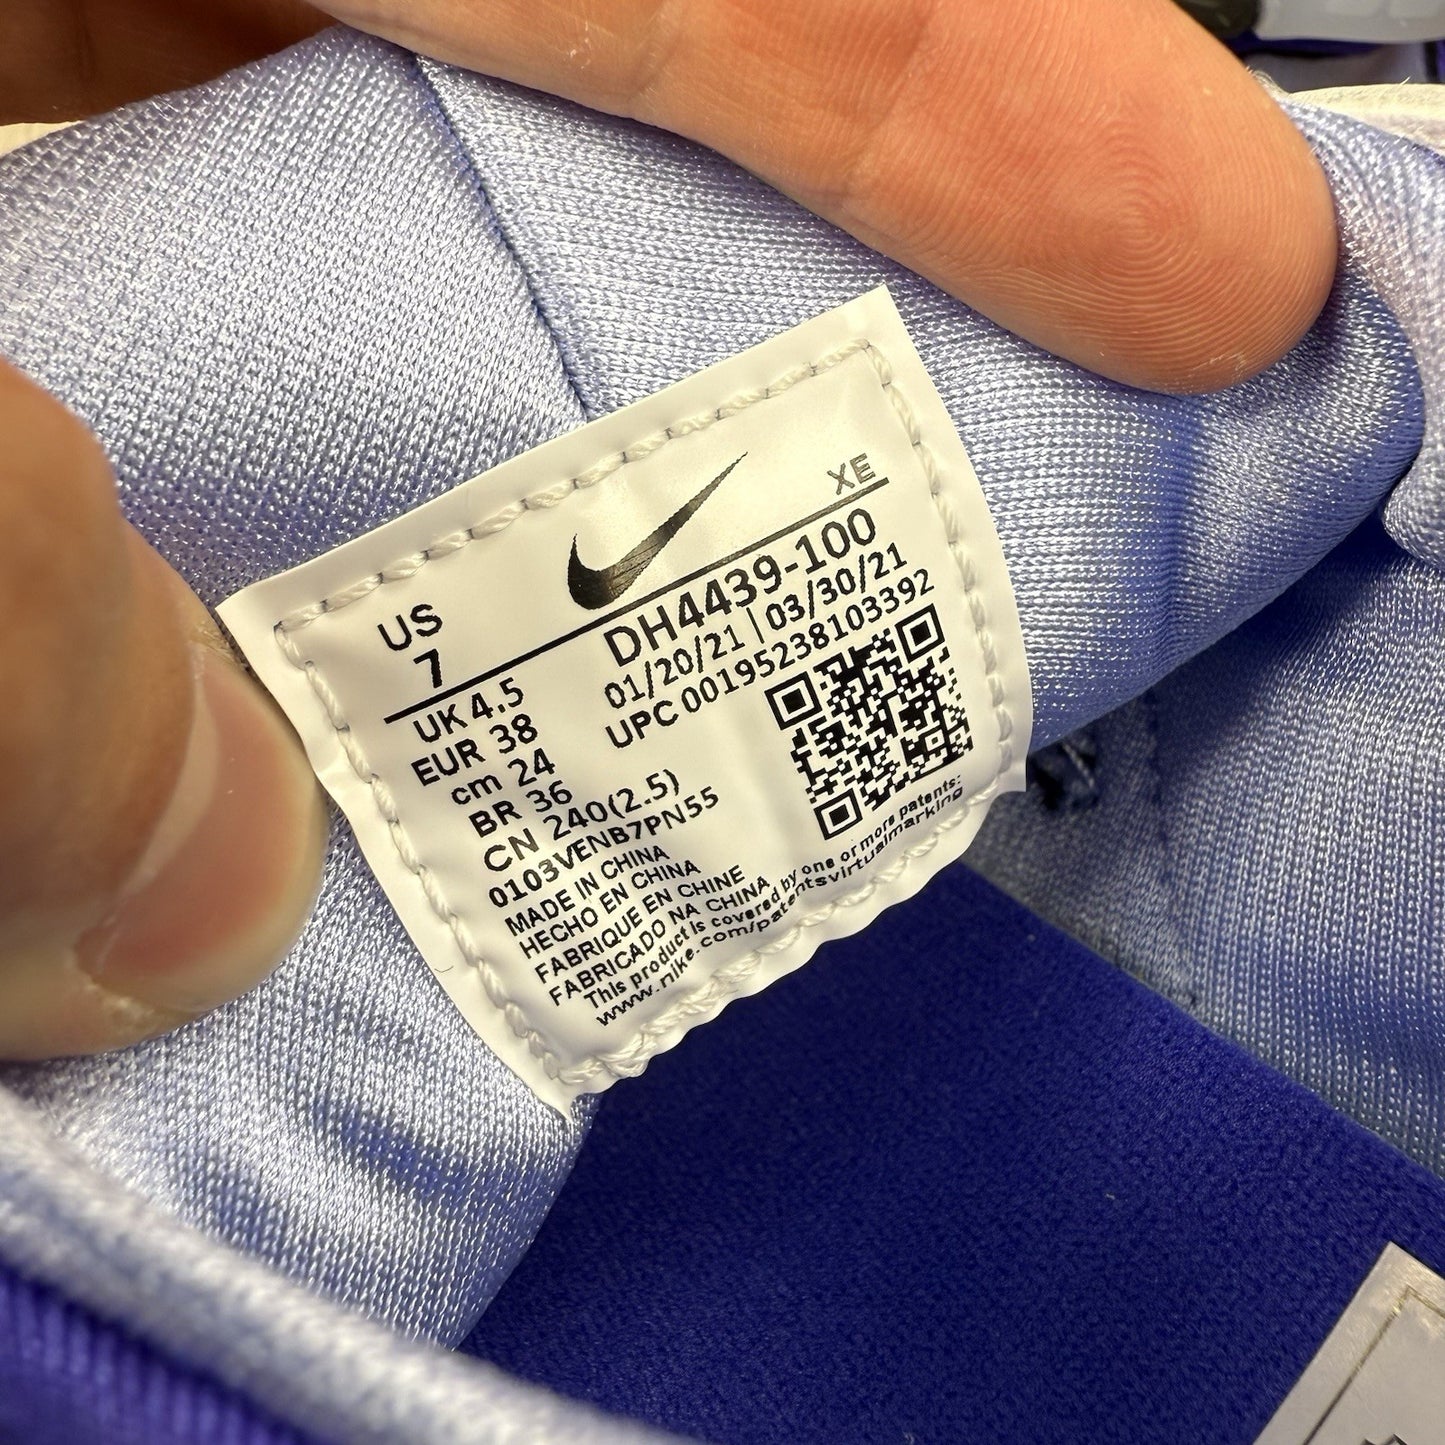 XE
US
7
DH4439-100
01/20/21 | 03/30/21
UPC 00195238103392
UK 4.5
EUR 38
cm 24
BR 36
CN 240(2.5)
0103VENB7PN55
MADE IN CHINA
HECHO EN CHINA
FABRIQUE EN CHINE
FABRICADO NA CHINA
This product is covered by one or more patents:
www.nike.com/patentsvirtualmarking